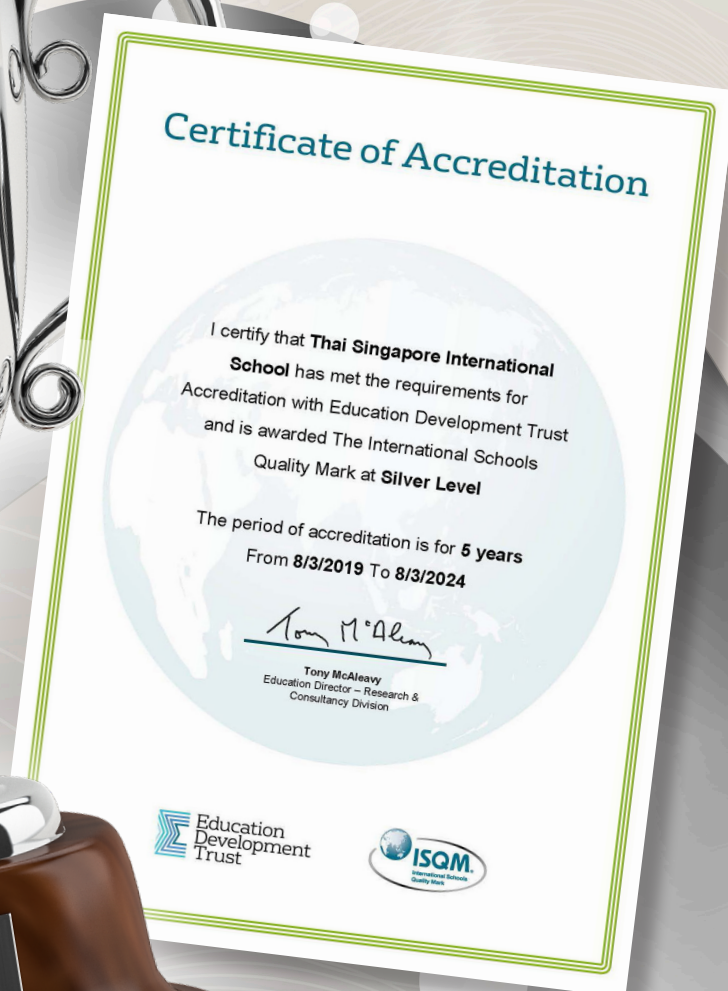 Certificate of Accreditation
I certify that Thai Singapore International
School has met the requirements for
Accreditation with Education Development Trust
and is awarded The International Schools
Quality Mark at Silver Level
The period of accreditation is for 5 years
From 8/3/2019 To 8/3/2024
Tony McAleavy
Tony McAleavy
Education Director – Research &
Consultancy Division
Education
Development
Trust
ISQM.
International Schools
Quality Mark